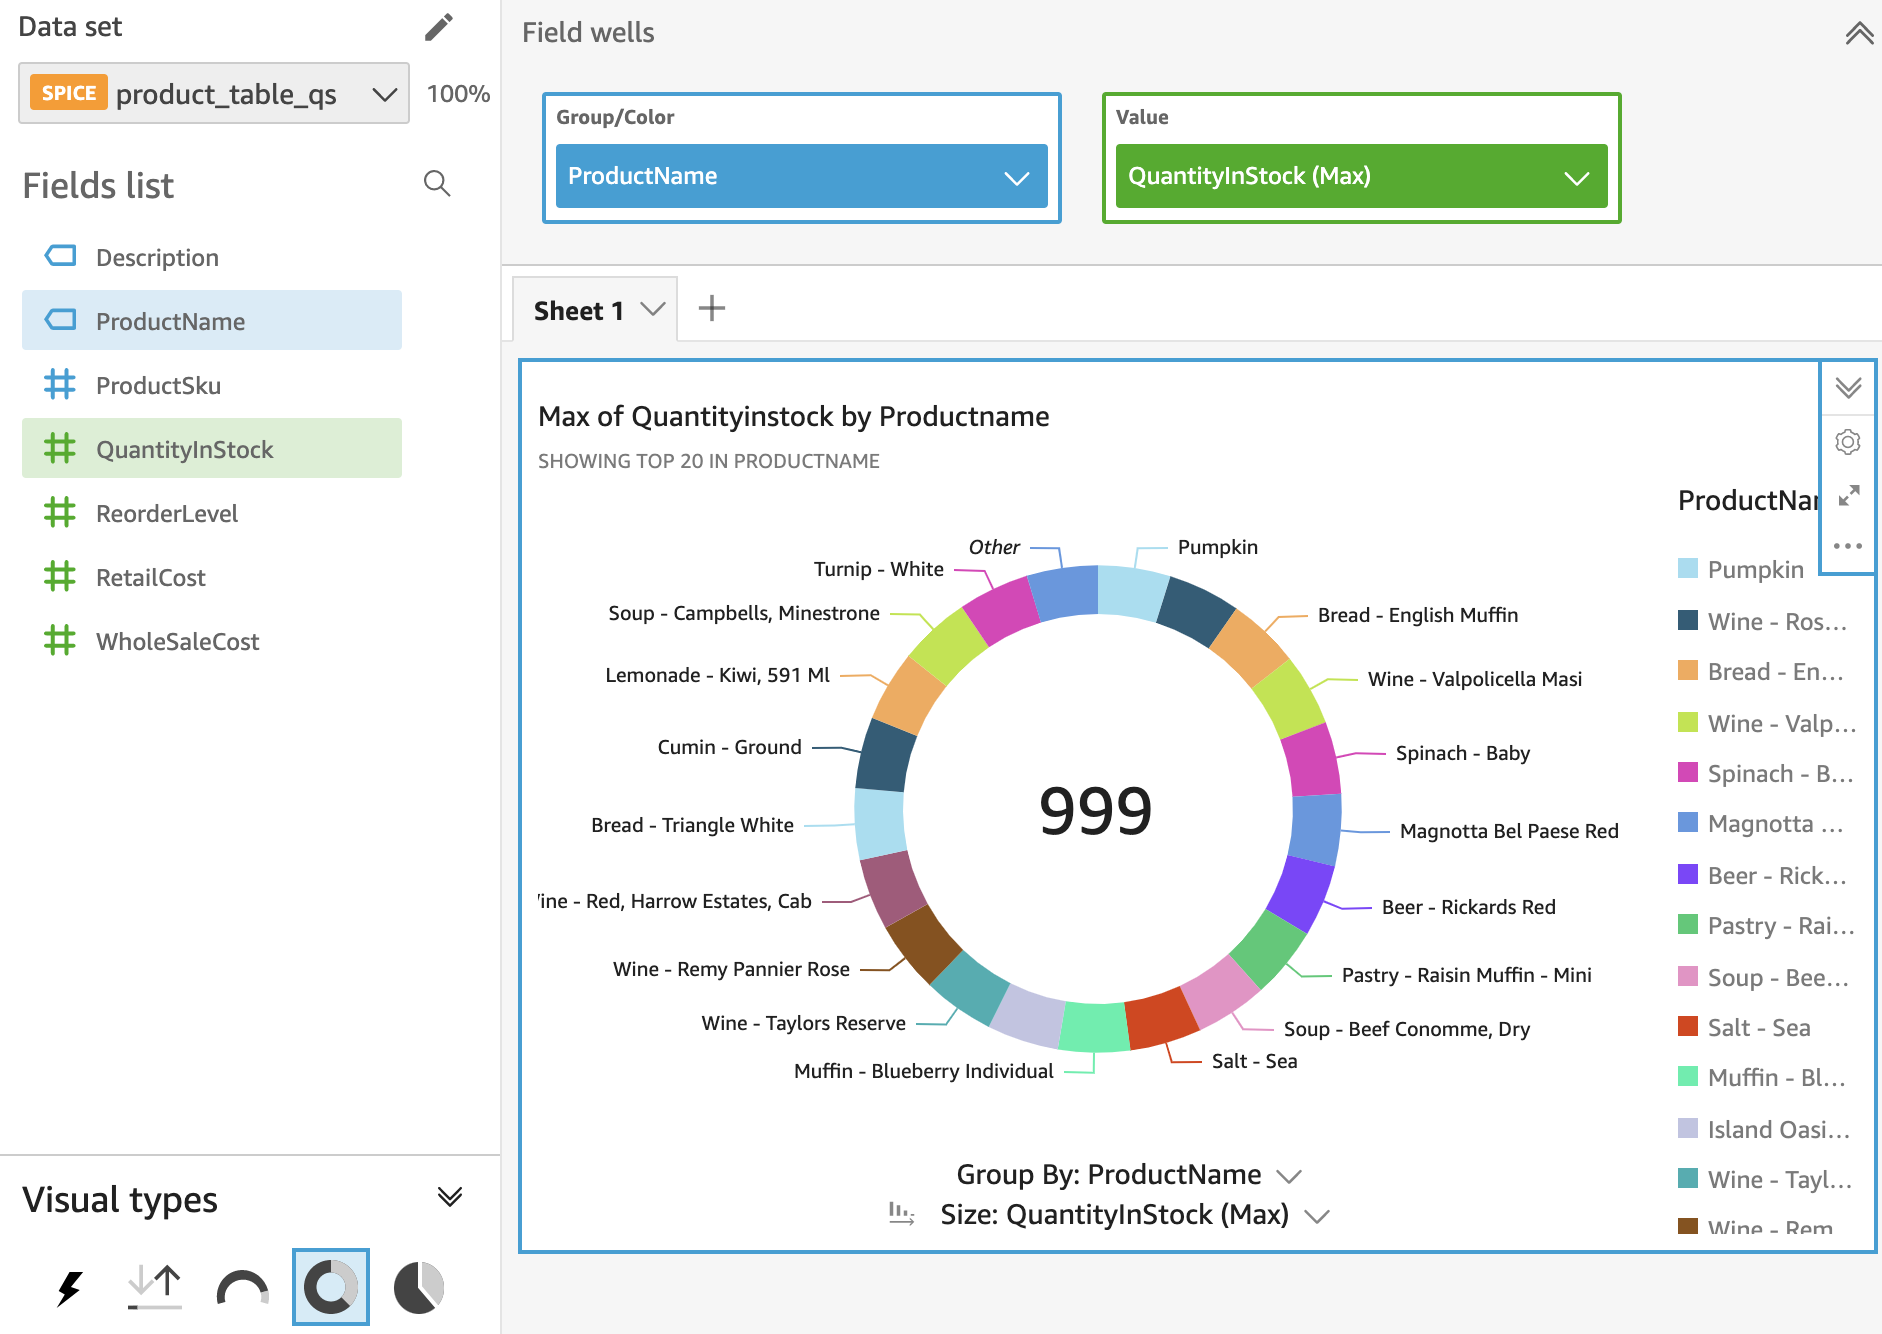 Data set
SPICE product_table_qs 100%
Fields list
Description
ProductName
ProductSku
QuantityInStock
ReorderLevel
RetailCost
WholeSaleCost
Visual types
Field wells
Group/Color
ProductName
Value
QuantityInStock (Max)
Sheet 1
Max of Quantityinstock by Productname
SHOWING TOP 20 IN PRODUCTNAME
Other
Pumpkin
Turnip - White
Soup - Campbells, Minestrone
Bread - English Muffin
Lemonade - Kiwi, 591 Ml
Wine - Valpolicella Masi
Cumin - Ground
Spinach - Baby
999
Bread - Triangle White
Magnotta Bel Paese Red
- Red, Harrow Estates, Cab
Beer - Rickards Red
Wine - Remy Pannier Rose
Pastry - Raisin Muffin - Mini
Wine - Taylors Reserve
Soup - Beef Conomme, Dry
Muffin - Blueberry Individual
Salt - Sea
Group By: ProductName
Size: QuantityInStock (Max)
Pumpkin
Wine - Ros...
Bread - En...
Wine - Valp...
Spinach - B...
Magnotta ...
Beer - Rick...
Pastry - Rai...
Soup - Bee...
Salt - Sea
Muffin - Bl...
Island Oasi...
Wine - Tayl...
Wine - Rem